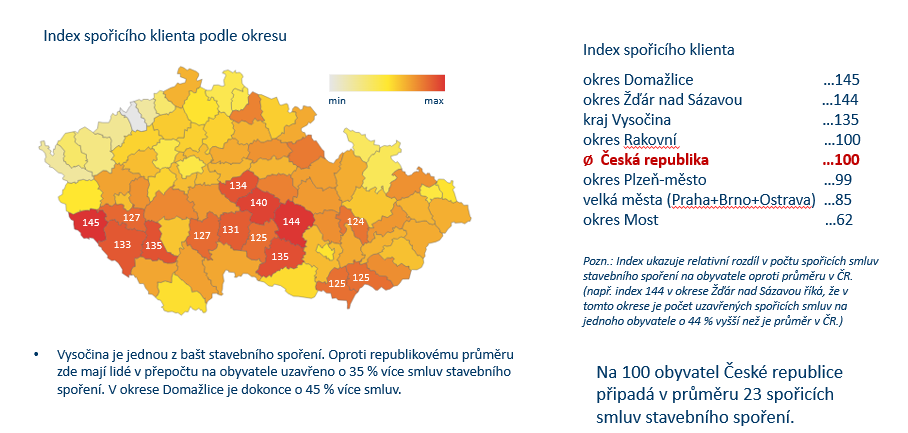 Index spořicího klienta podle okresu
min
max
134
140
145
127
144
133
135
127
131
125
124
135
125
125
Index spořicího klienta
okres Domažlice ...145
okres Žďár nad Sázavou ...144
kraj Vysočina ...135
okres Rakovní ...100
Ø Česká republika ...100
okres Plzeň-město ...99
velká města (Praha+Brno+Ostrava) ...85
okres Most ...62
Pozn.: Index ukazuje relativní rozdíl v počtu spořicích smluv
stavebního spoření na obyvatele oproti průměru v ČR.
(např. index 144 v okrese Žďár nad Sázavou říká, že v
tomto okrese je počet uzavřených spořicích smluv na
jednoho obyvatele o 44 % vyšší než je průměr v ČR.)
• Vysočina je jednou z bašt stavebního spoření. Oproti republikovému průměru
zde mají lidé v přepočtu na obyvatele uzavřeno o 35 % více smluv stavebního
spoření. V okrese Domažlice je dokonce o 45 % více smluv.
Na 100 obyvatel České republice
připadá v průměru 23 spořicích
smluv stavebního spoření.